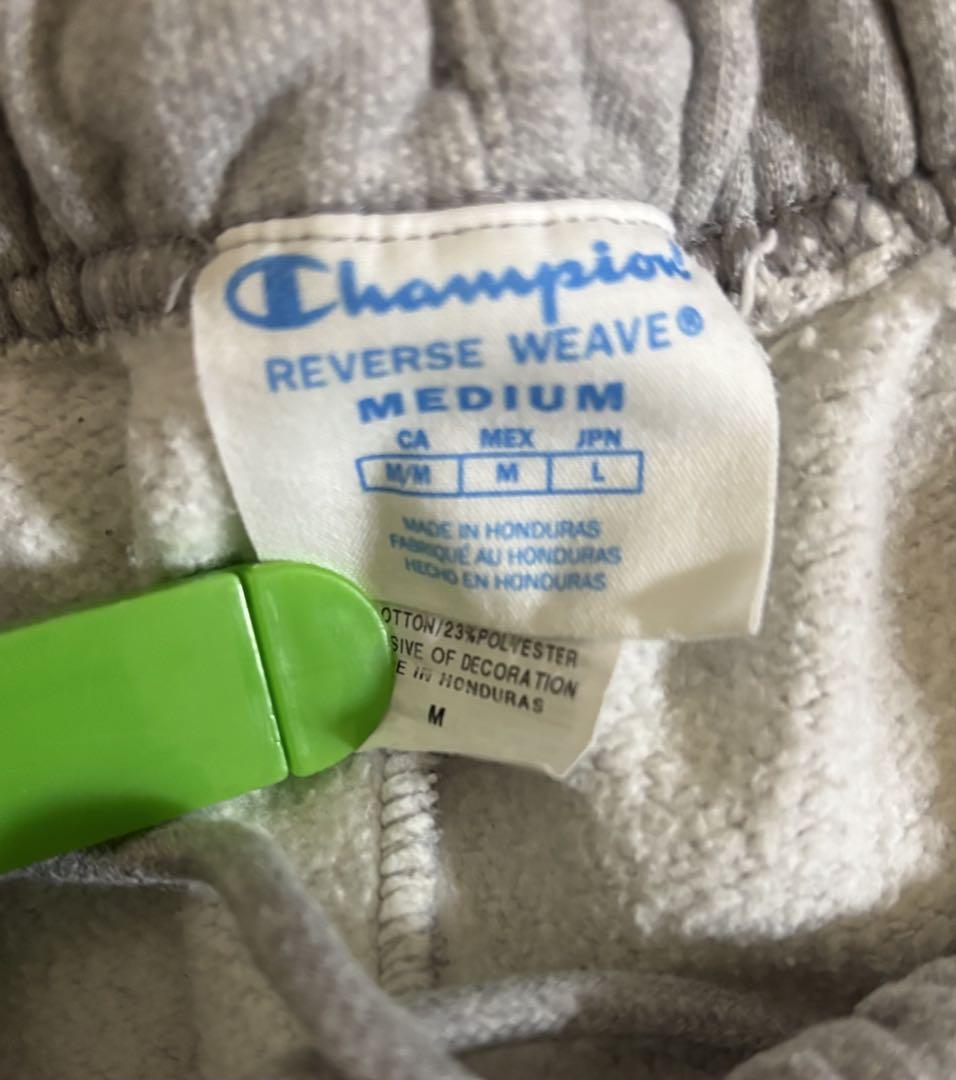 Champion
REVERSE WEAVE®
MEDIUM
CA MEX JPN
M/M M L
MADE IN HONDURAS
FABRIQUÉ AU HONDURAS
HECHO EN HONDURAS
OTTON/23%POLYESTER
SIVE OF DECORATION
E IN HONDURAS
M